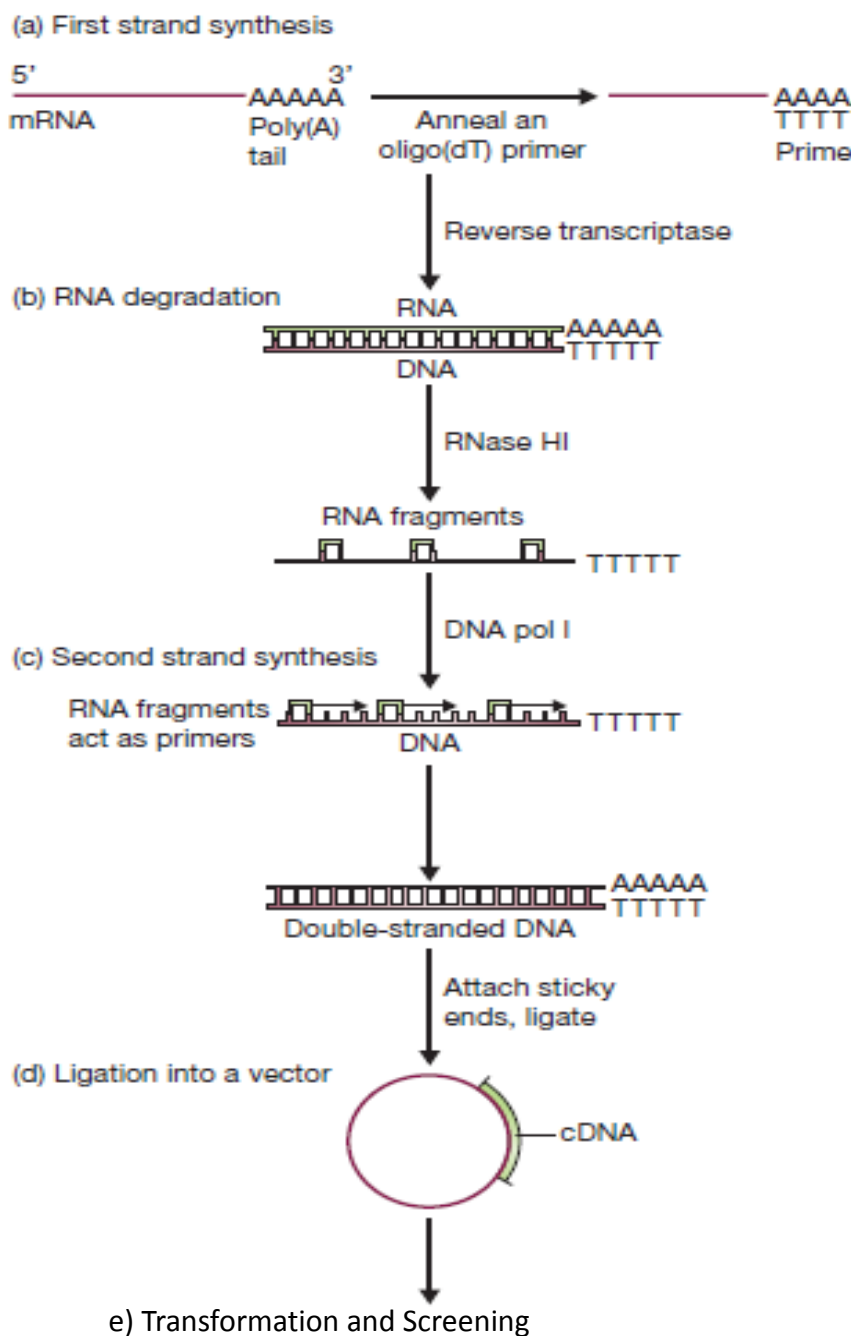 (a) First strand synthesis
5’ 3’
AAAAA AAAA
mRNA Poly(A) tail
Anneal an
oligo(dT) primer
TTTT
Prime
Reverse transcriptase
(b) RNA degradation
RNA
AAAAA
TTTTT
DNA
RNase HI
RNA fragments
TTTTT
DNA pol I
(c) Second strand synthesis
RNA fragments
act as primers
TTTTT
DNA
AAAAA
TTTTT
Double-stranded DNA
Attach sticky
ends, ligate
(d) Ligation into a vector
cDNA
e) Transformation and Screening